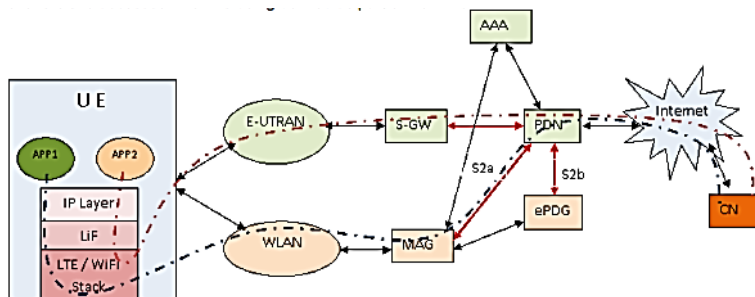 AAA
UE
Internet
E-UTRAN
S-GW
PDN
APP1
APP2
S2a
S2b
IP Layer
CN
ePDG
LiF
WLAN
MAG
LTE / WiFi
Stack